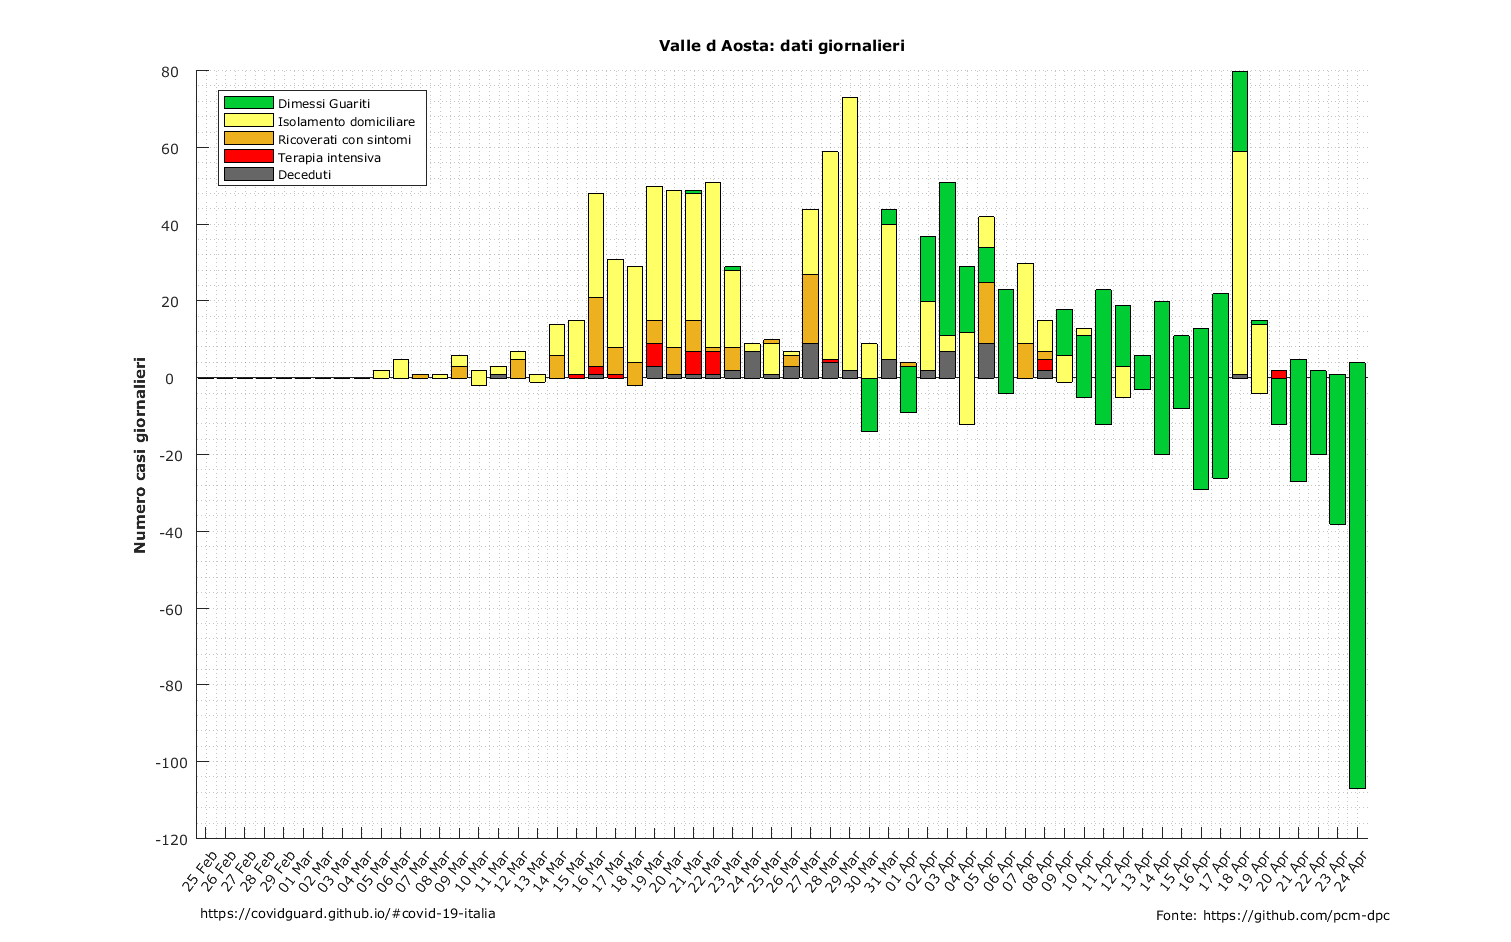 Valle d Aosta: dati giornalieri
80
60
40
20
0
-20
-40
-60
-80
-100
-120
Numero casi giornalieri
Dimessi Guariti
Isolamento domiciliare
Ricoverati con sintomi
Terapia intensiva
Deceduti
25 Feb
26 Feb
27 Feb
28 Feb
29 Feb
01 Mar
02 Mar
03 Mar
04 Mar
05 Mar
06 Mar
07 Mar
08 Mar
09 Mar
10 Mar
11 Mar
12 Mar
13 Mar
14 Mar
15 Mar
16 Mar
17 Mar
18 Mar
19 Mar
20 Mar
21 Mar
22 Mar
23 Mar
24 Mar
25 Mar
26 Mar
27 Mar
28 Mar
29 Mar
30 Mar
31 Mar
01 Apr
02 Apr
03 Apr
04 Apr
05 Apr
06 Apr
07 Apr
08 Apr
09 Apr
10 Apr
11 Apr
12 Apr
13 Apr
14 Apr
15 Apr
16 Apr
17 Apr
18 Apr
19 Apr
20 Apr
21 Apr
22 Apr
23 Apr
24 Apr
https://covidguard.github.io/#covid-19-italia
Fonte: https://github.com/pcm-dpc